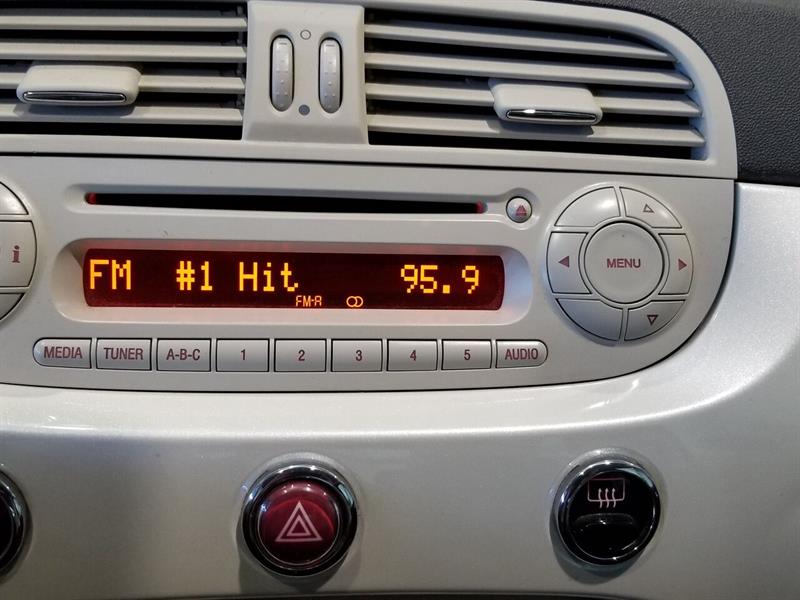 FM #1 Hit 95.9
FM-A
MEDIA TUNER A-B-C 1 2 3 4 5 AUDIO
MENU
i